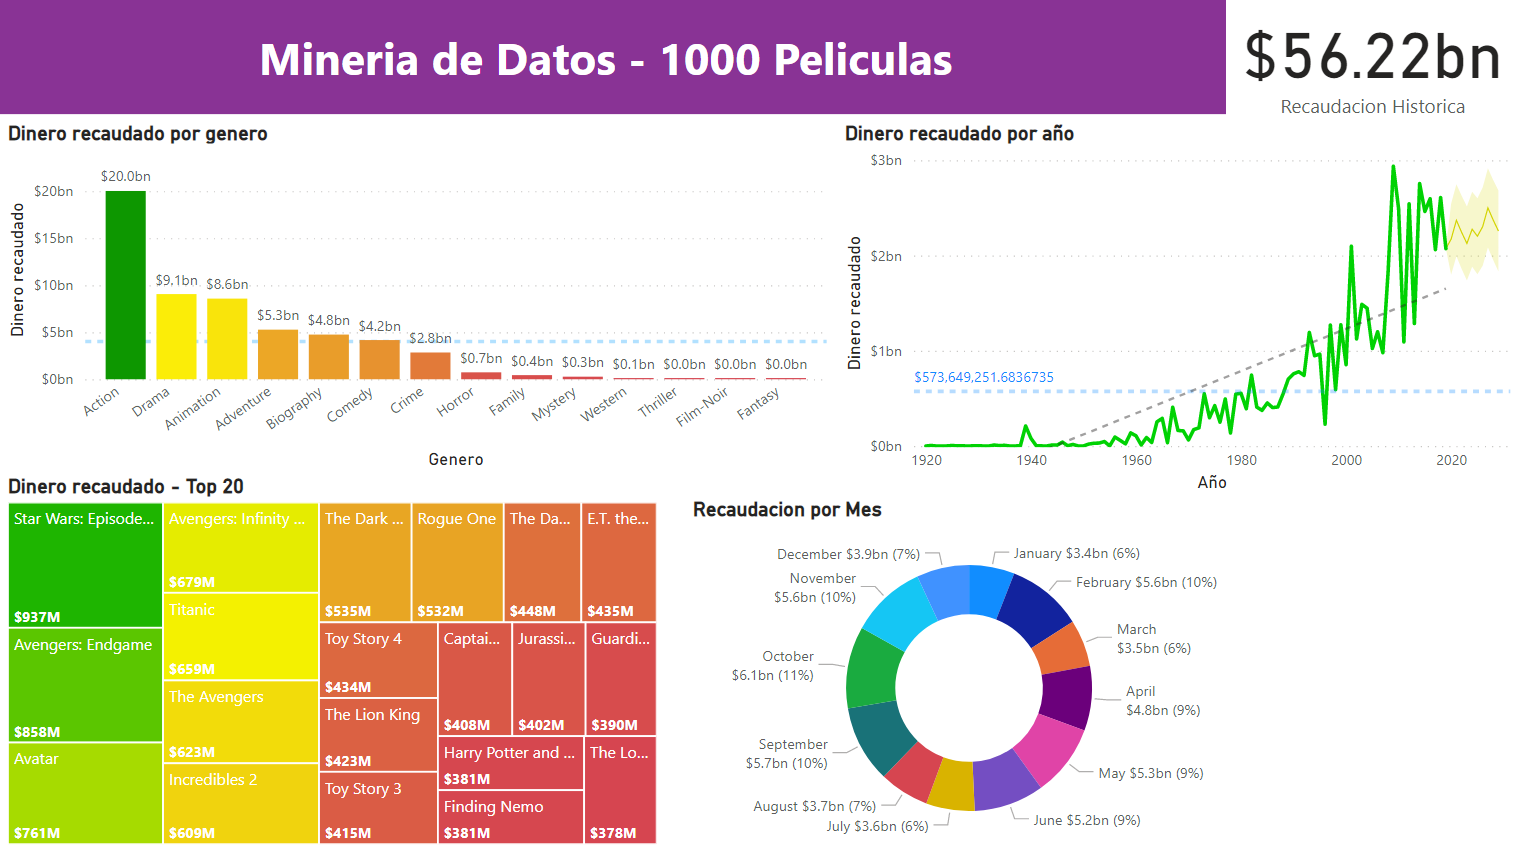 Mineria de Datos - 1000 Peliculas
$56.22bn
Recaudacion Historica
Dinero recaudado por genero
Dinero recaudado
$20bn
$15bn
$10bn
$5bn
$0bn
$20.0bn
$9.1bn
$8.6bn
$5.3bn
$4.8bn
$4.2bn
$2.8bn
$0.7bn
$0.4bn
$0.3bn
$0.1bn
$0.0bn
$0.0bn
$0.0bn
Action
Drama
Animation
Adventure
Biography
Comedy
Crime
Horror
Family
Mystery
Western
Thriller
Film-Noir
Fantasy
Genero
Dinero recaudado por año
Dinero recaudado
$3bn
$2bn
$1bn
$0bn
$573,649,251.6836735
1920
1940
1960
1980
2000
2020
Año
Dinero recaudado - Top 20
Star Wars: Episode...
$937M
Avengers: Endgame
$858M
Avatar
$761M
Avengers: Infinity ...
$679M
Titanic
$659M
The Avengers
$623M
Incredibles 2
$609M
The Dark ...
$535M
Rogue One
$532M
The Da...
$448M
E.T. the...
$435M
Toy Story 4
$434M
The Lion King
$423M
Toy Story 3
$415M
Captai...
$408M
Jurassi...
$402M
Guardi...
$390M
Harry Potter and ...
$381M
Finding Nemo
$381M
The Lo...
$378M
Recaudacion por Mes
January $3.4bn (6%)
February $5.6bn (10%)
March
$3.5bn (6%)
April
$4.8bn (9%)
May $5.3bn (9%)
June $5.2bn (9%)
July $3.6bn (6%)
August $3.7bn (7%)
September
$5.7bn (10%)
October
$6.1bn (11%)
November
$5.6bn (10%)
December $3.9bn (7%)